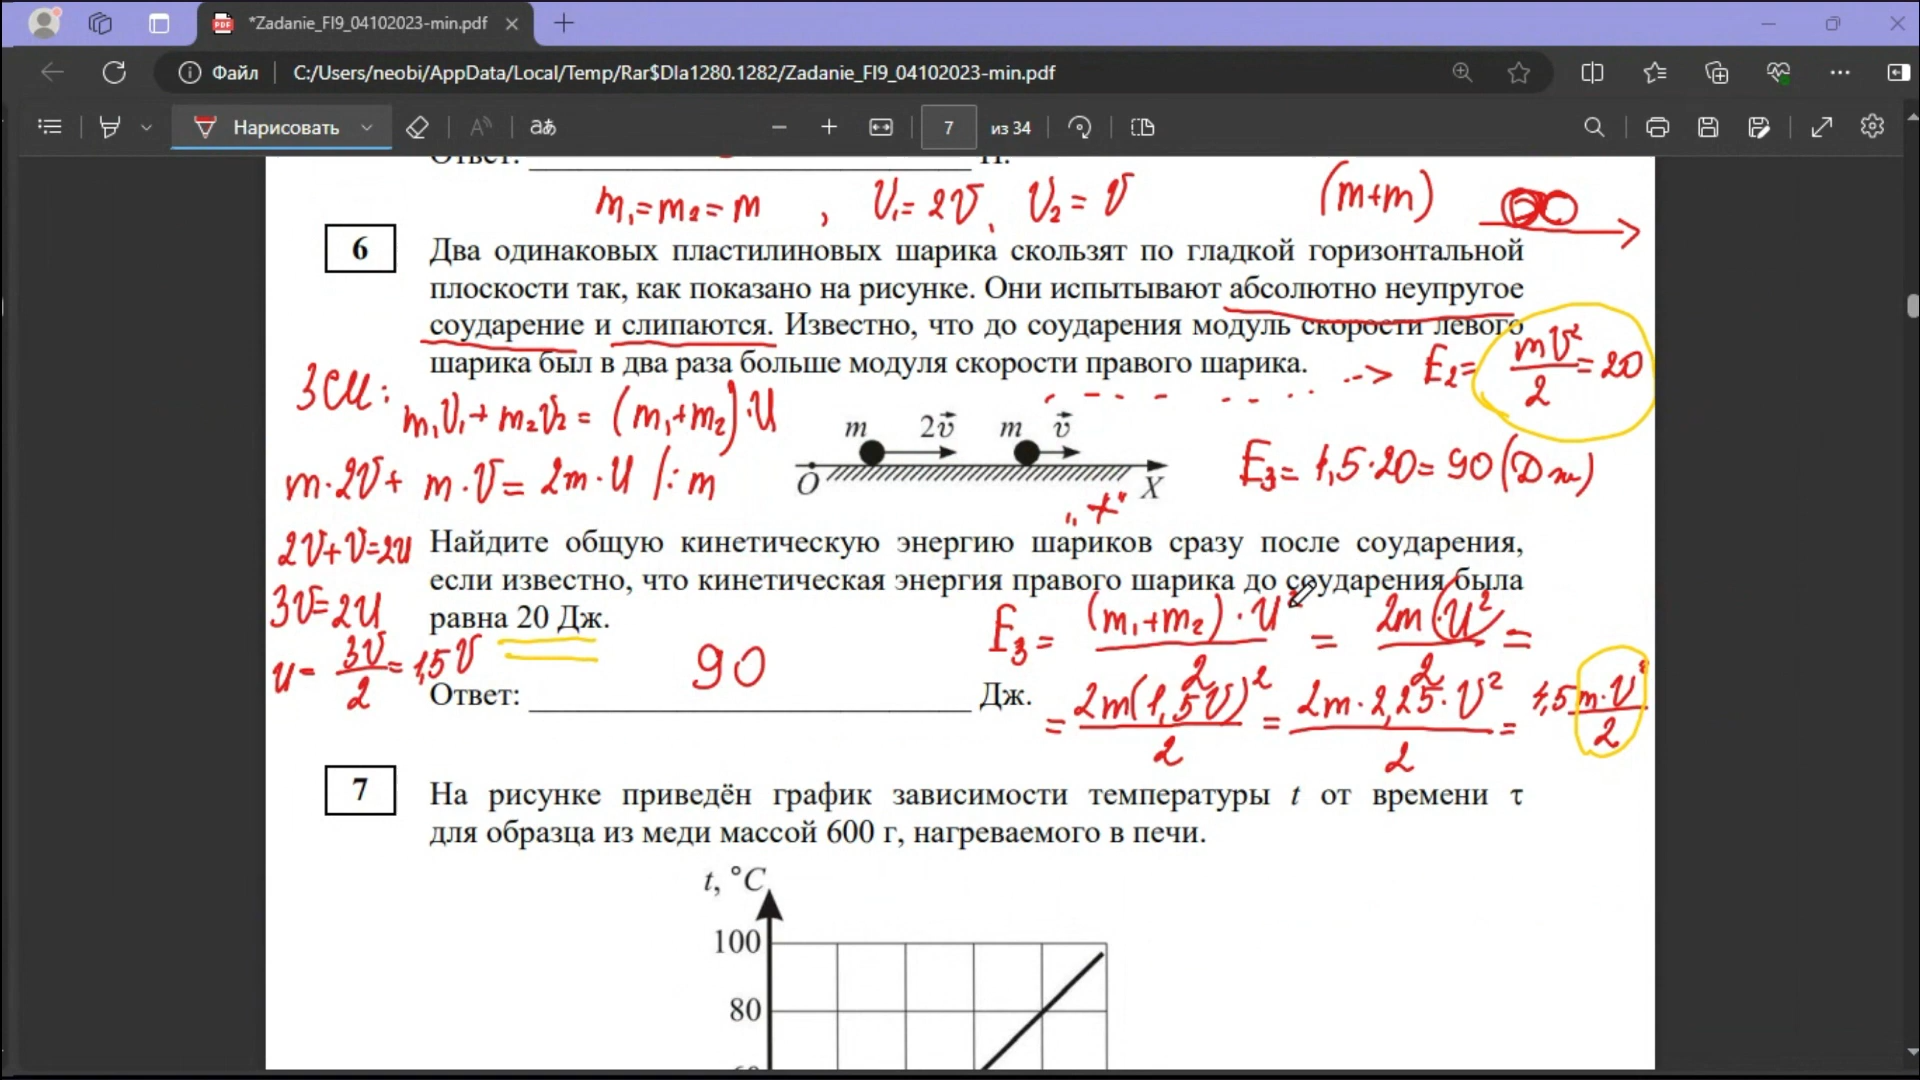 *Zadanie_FI9_04102023-min.pdf
Файл
C:/Users/neobi/AppData/Local/Temp/Rar$DIa1280.1282/Zadanie_FI9_04102023-min.pdf
Нарисовать
7 из 34
Ответ: Н.
m₁=m₂=m , V₁=2V, V₂=V (m+m)
6
Два одинаковых пластилиновых шарика скользят по гладкой горизонтальной
плоскости так, как показано на рисунке. Они испытывают абсолютно неупругое
соударение и слипаются. Известно, что до соударения модуль скорости левого
шарика был в два раза больше модуля скорости правого шарика.
E₂= mV²/2 = 20
ЗСИ:
m₁V₁+m₂V₂=(m₁+m₂)·U
m 2v⃗ m v⃗
O X
"+"
m·2V+m·V=2m·U /:m
E₃=4,5·20=90(Дж)
2V+V=2U
3V=2U
U=3V/2=1,5V
Найдите общую кинетическую энергию шариков сразу после соударения,
если известно, что кинетическая энергия правого шарика до соударения была
равна 20 Дж.
E₃=(m₁+m₂)·U²/2=2m·U²/2=
=2m(1,5V)²/2=2m·2,25·V²/2=4,5 m·V²/2
Ответ: 90 Дж.
7
На рисунке приведён график зависимости температуры t от времени τ
для образца из меди массой 600 г, нагреваемого в печи.
t, °C
100
80